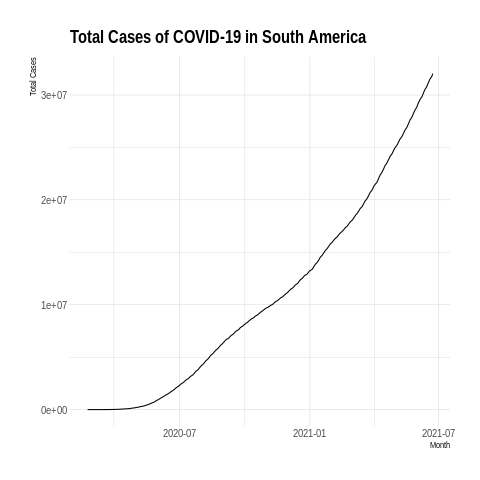 Total Cases of COVID-19 in South America
Total Cases
3e+07
2e+07
1e+07
0e+00
2020-07
2021-01
2021-07
Month